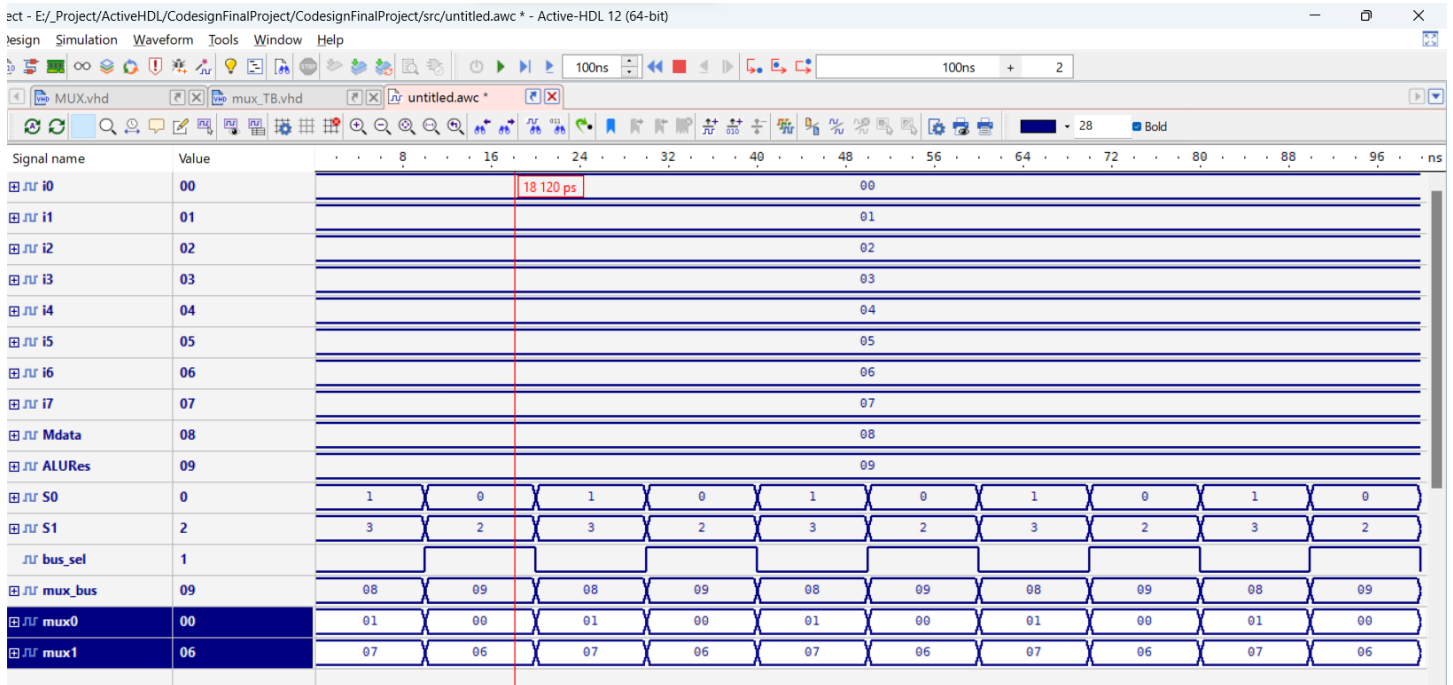 ect - E:/_Project/ActiveHDL/CodesignFinalProject/CodesignFinalProject/src/untitled.awc * - Active-HDL 12 (64-bit)
esign Simulation Waveform Tools Window Help
100ns 100ns + 2
MUX.vhd mux_TB.vhd untitled.awc *
28 Bold
Signal name Value 8 16 24 32 40 48 56 64 72 80 88 96 ns
i0 00 18 120 ps 00
i1 01 01
i2 02 02
i3 03 03
i4 04 04
i5 05 05
i6 06 06
i7 07 07
Mdata 08 08
ALURes 09 09
S0 0 1 0 1 0 1 0 1 0 1 0
S1 2 3 2 3 2 3 2 3 2 3 2
bus_sel 1
mux_bus 09 08 09 08 09 08 09 08 09 08 09
mux0 00 01 00 01 00 01 00 01 00 01 00
mux1 06 07 06 07 06 07 06 07 06 07 06